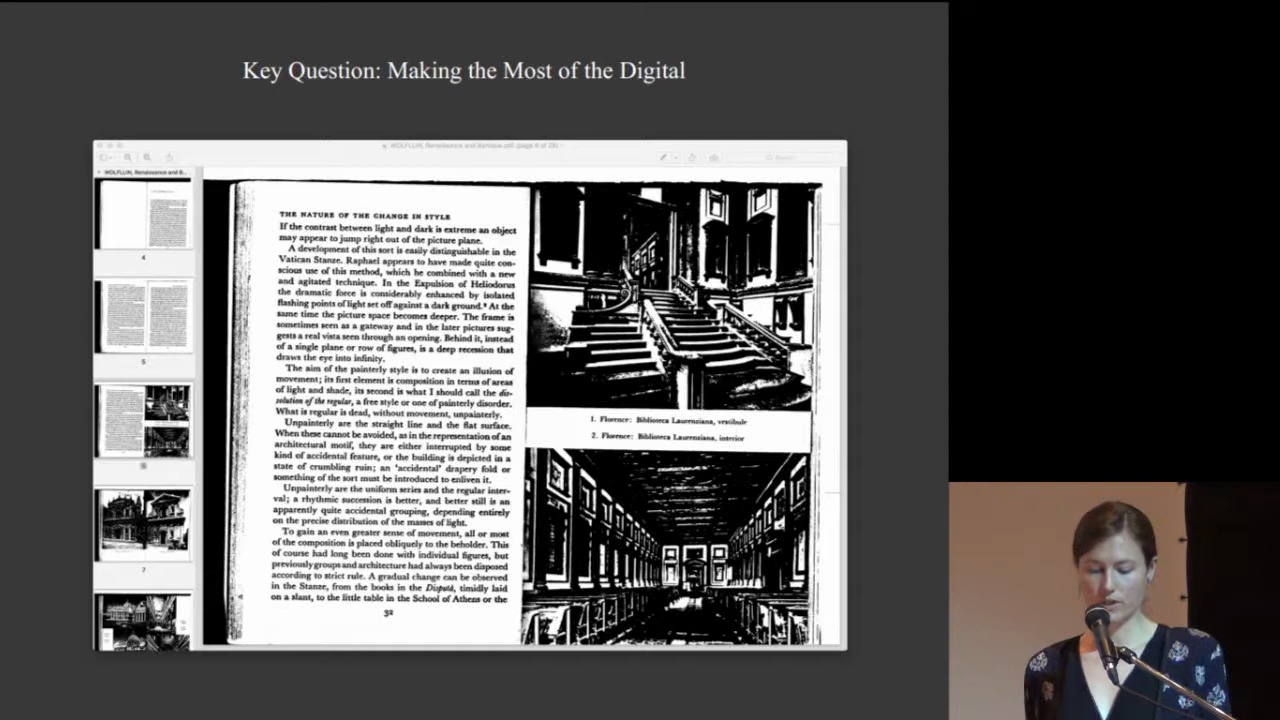 Key Question: Making the Most of the Digital
WOLFLIN, Renaissance and Baroque.pdf (page 6 of 28)
WOLFLIN, Renaissance and B...
4
5
6
7
THE NATURE OF THE CHANGE IN STYLE
If the contrast between light and dark is extreme an object
may appear to jump right out of the picture plane.
A development of this sort is easily distinguishable in the
Vatican Stanze. Raphael appears to have made quite con-
scious use of this method, which he combined with a new
and agitated technique. In the Expulsion of Heliodorus
the dramatic force is considerably enhanced by isolated
flashing points of light set off against a dark ground.⁸ At the
same time the picture space becomes deeper. The frame is
sometimes seen as a gateway and in the later pictures sug-
gests a real vista seen through an opening. Behind it, instead
of a single plane or row of figures, is a deep recession that
draws the eye into infinity.
The aim of the painterly style is to create an illusion of
movement; its first element is composition in terms of areas
of light and shade, its second is what I should call the dis-
solution of the regular, a free style or one of painterly disorder.
What is regular is dead, without movement, unpainterly.
Unpainterly are the straight line and the flat surface.
When these cannot be avoided, as in the representation of an
architectural motif, they are either interrupted by some
kind of accidental feature, or the building is depicted in a
state of crumbling ruin; an 'accidental' drapery fold or
something of the sort must be introduced to enliven it.
Unpainterly are the uniform series and the regular inter-
val; a rhythmic succession is better, and better still is an
apparently quite accidental grouping, depending entirely
on the precise distribution of the masses of light.
To gain an even greater sense of movement, all or most
of the composition is placed obliquely to the beholder. This
of course had long been done with individual figures, but
previously groups and architecture had always been disposed
according to strict rule. A gradual change can be observed
in the Stanze, from the books in the Disputà, timidly laid
on a slant, to the little table in the School of Athens or the
32
1. Florence: Biblioteca Laurenziana, vestibule
2. Florence: Biblioteca Laurenziana, interior